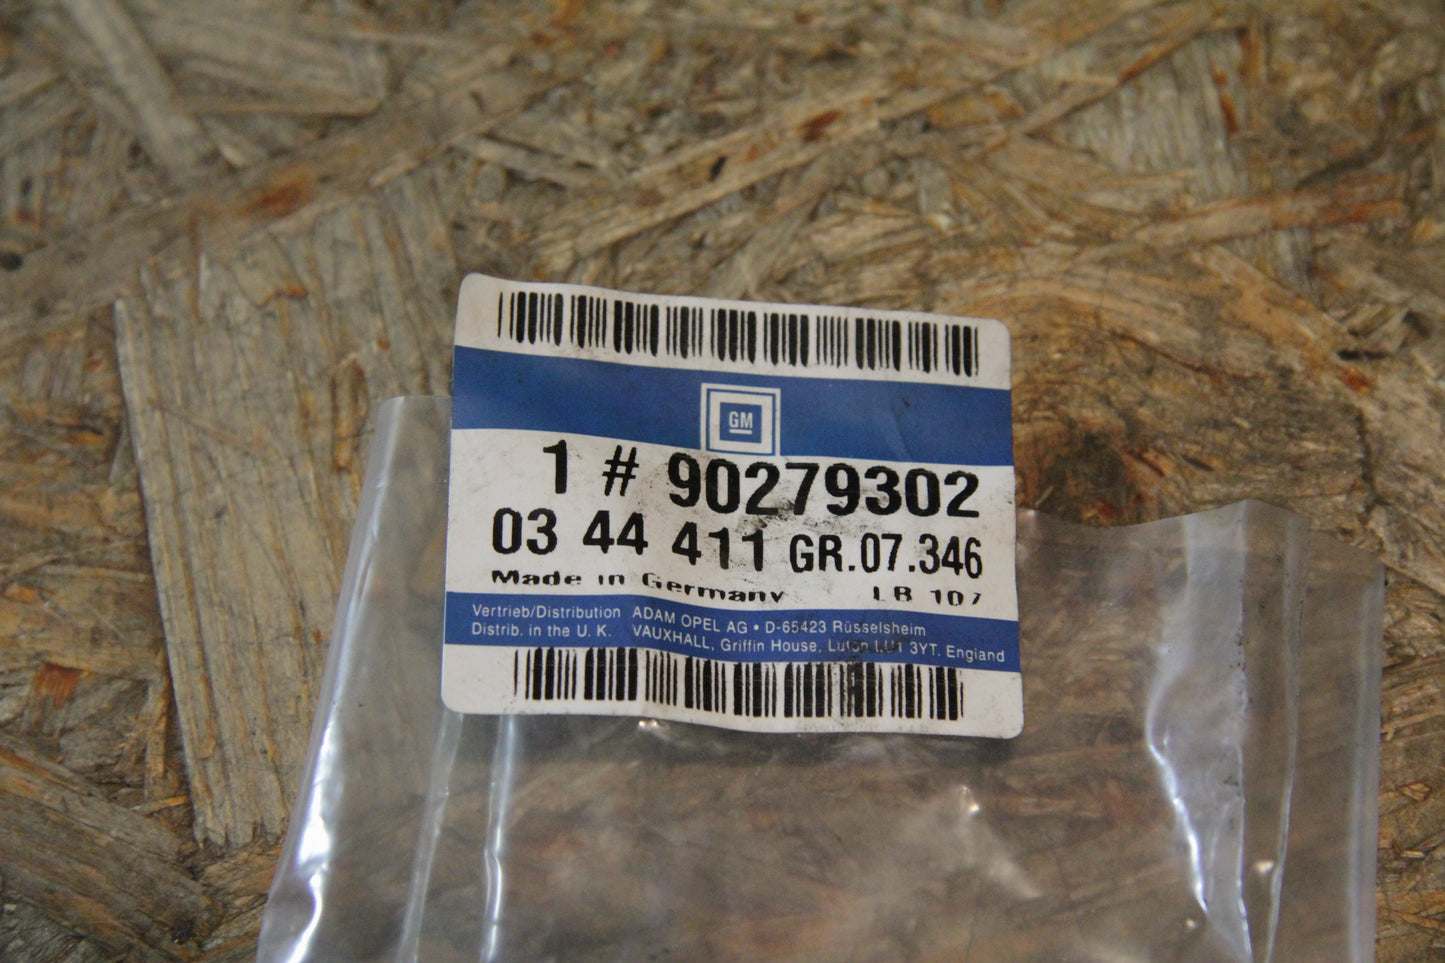 GM
1 # 90279302
03 44 411 GR.07.346
Made in Germany LB 107
Vertrieb/Distribution ADAM OPEL AG • D-65423 Rüsselsheim
Distrib. in the U. K. VAUXHALL, Griffin House, Luton LU1 3YT. England